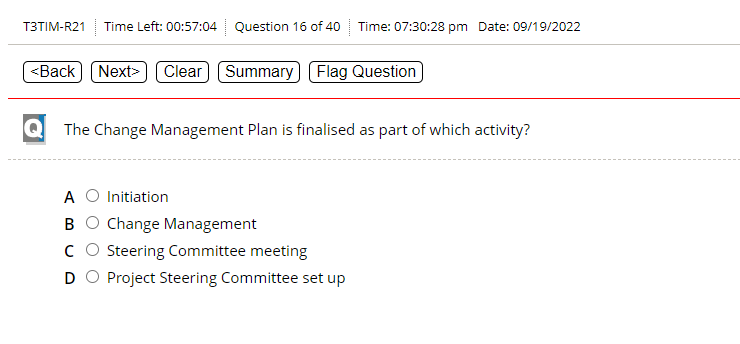 T3TIM-R21 Time Left: 00:57:04 Question 16 of 40 Time: 07:30:28 pm Date: 09/19/2022
<Back Next> Clear Summary Flag Question
Q The Change Management Plan is finalised as part of which activity?
A Initiation
B Change Management
C Steering Committee meeting
D Project Steering Committee set up